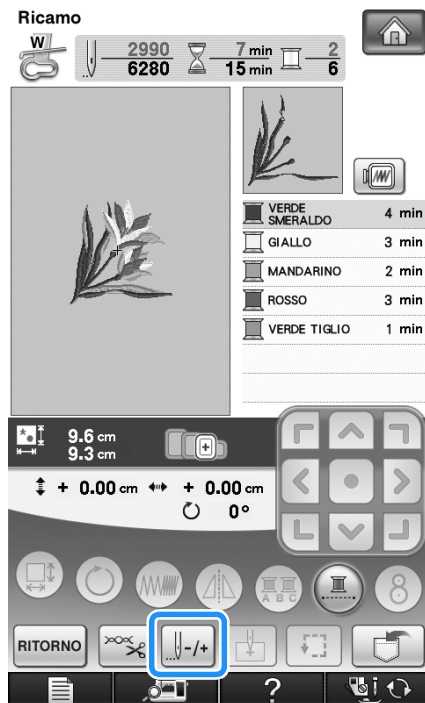 Ricamo
W
2990 7 min 2
6280 15 min 6
VERDE SMERALDO 4 min
GIALLO 3 min
MANDARINO 2 min
ROSSO 3 min
VERDE TIGLIO 1 min
9.6 cm
9.3 cm
+ 0.00 cm + 0.00 cm
0°
A B C
8
RITORNO -/+
? i